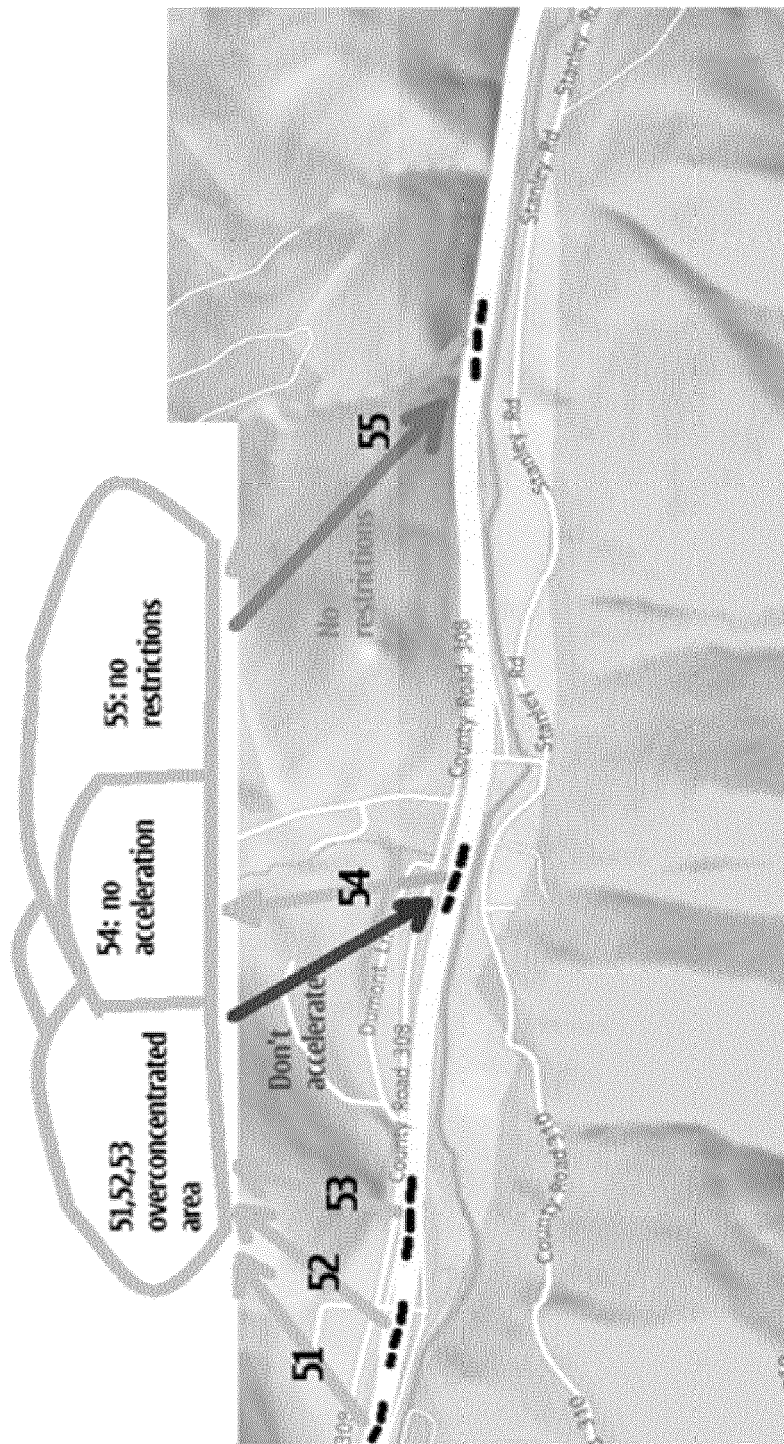 51,52,53
overconcentrated
area
54: no
acceleration
55: no
restrictions
51
52
53
54
55
Don't
accelerate
No
restrictions
County Road 308
County Road 308
Stanley Rd
Stanley Rd
Stanley Rd
Stanley Rd
County Road 310
310